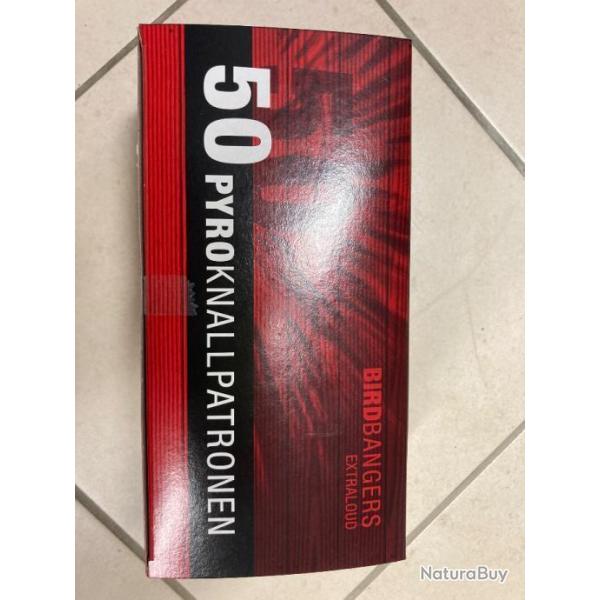 50 PYROKNALLPATRONEN
BIRDBANGERS
EXTRALOUD
NaturaBuy